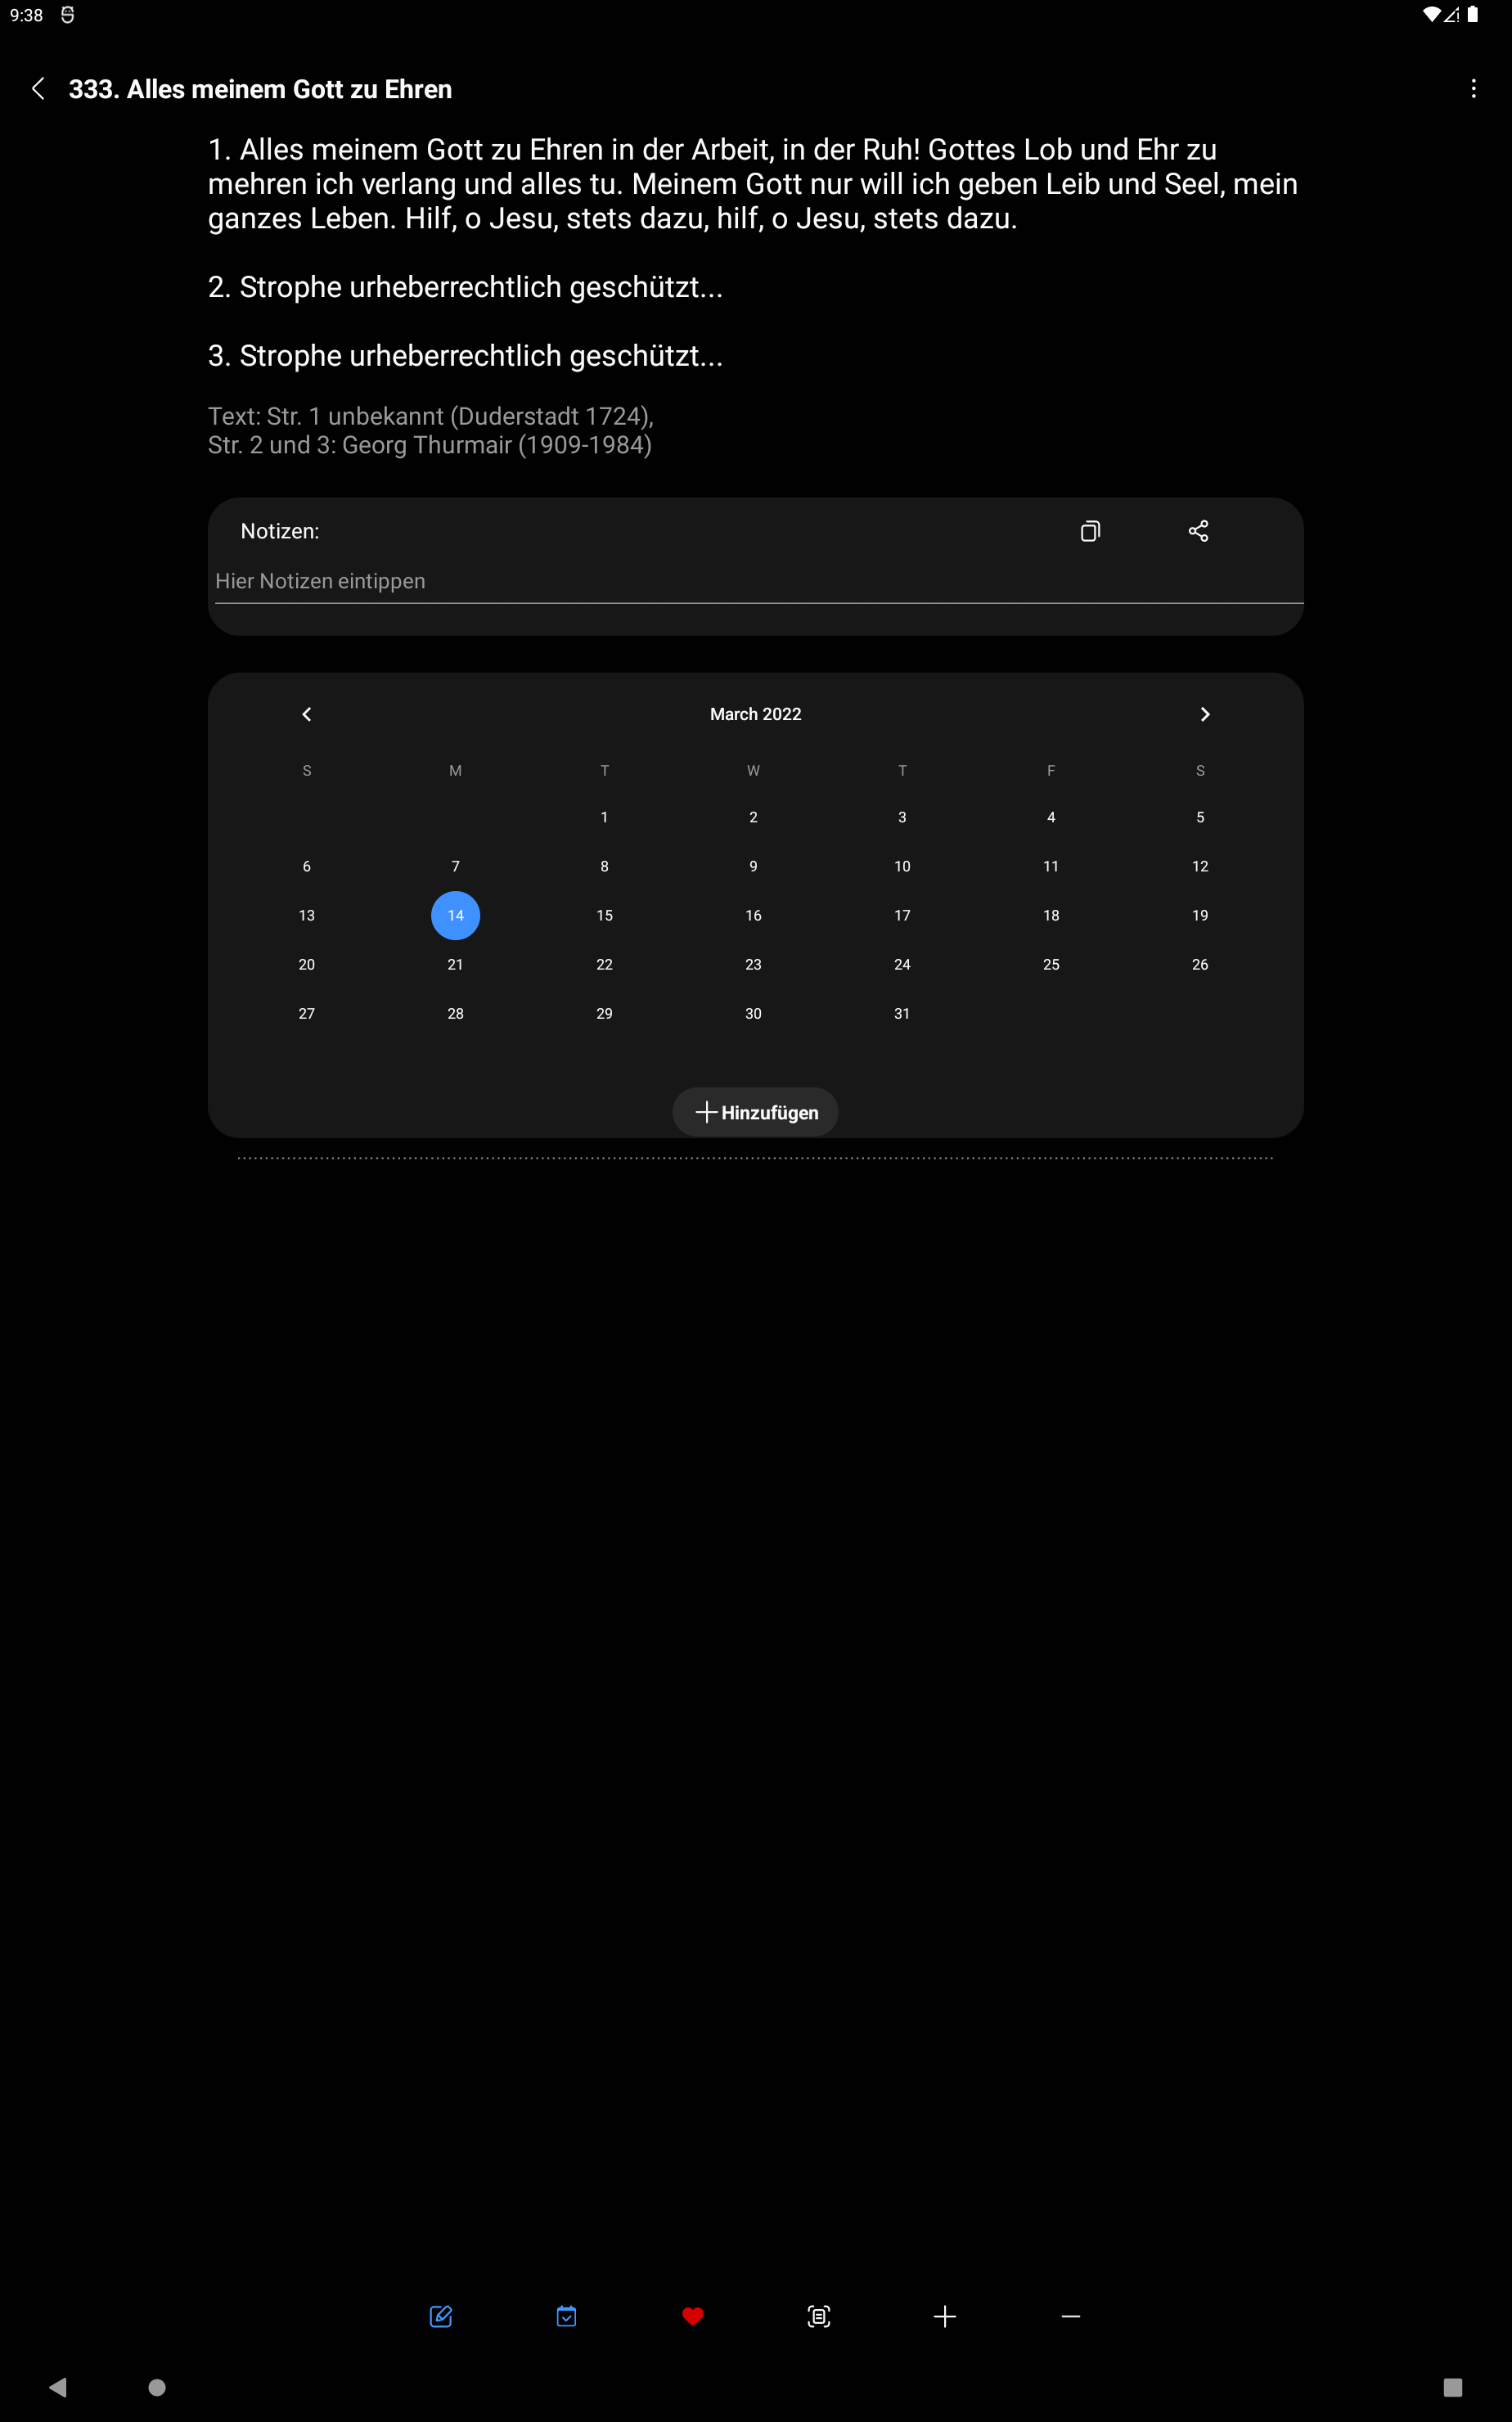 9:38
333. Alles meinem Gott zu Ehren
1. Alles meinem Gott zu Ehren in der Arbeit, in der Ruh! Gottes Lob und Ehr zu
mehren ich verlang und alles tu. Meinem Gott nur will ich geben Leib und Seel, mein
ganzes Leben. Hilf, o Jesu, stets dazu, hilf, o Jesu, stets dazu.
2. Strophe urheberrechtlich geschützt...
3. Strophe urheberrechtlich geschützt...
Text: Str. 1 unbekannt (Duderstadt 1724),
Str. 2 und 3: Georg Thurmair (1909-1984)
Notizen:
Hier Notizen eintippen
March 2022
S M T W T F S
1 2 3 4 5
6 7 8 9 10 11 12
13 14 15 16 17 18 19
20 21 22 23 24 25 26
27 28 29 30 31
Hinzufügen